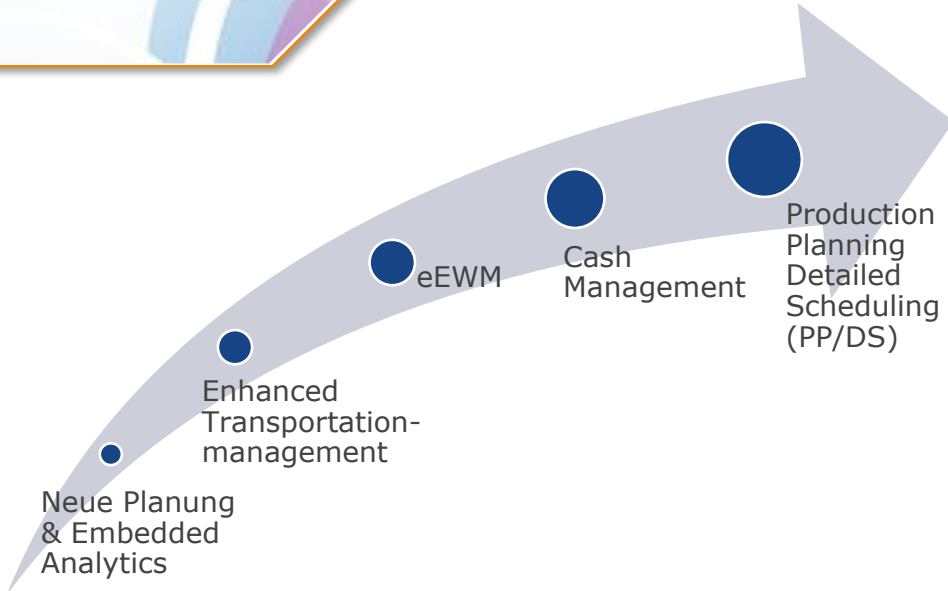 Production
Planning
Detailed
Scheduling
(PP/DS)
Cash
Management
eEWM
Enhanced
Transportation-
management
Neue Planung
& Embedded
Analytics